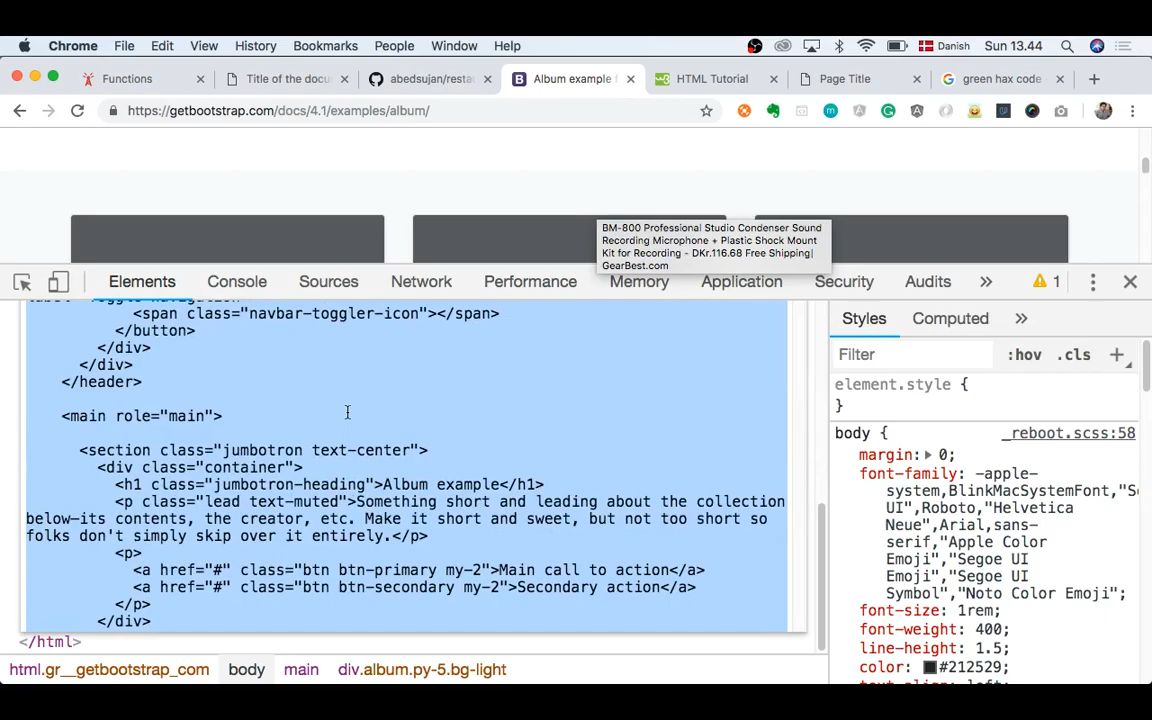 Chrome File Edit View History Bookmarks People Window Help Danish Sun 13.44
Functions Title of the docu abedsujan/resta Album example f HTML Tutorial Page Title green hax code
https://getbootstrap.com/docs/4.1/examples/album/
BM-800 Professional Studio Condenser Sound
Recording Microphone + Plastic Shock Mount
Kit for Recording - DKr.116.68 Free Shipping|
GearBest.com
Elements Console Sources Network Performance Memory Application Security Audits » 1
<span class="navbar-toggler-icon"></span>
</button>
</div>
</div>
</header>
<main role="main">
<section class="jumbotron text-center">
<div class="container">
<h1 class="jumbotron-heading">Album example</h1>
<p class="lead text-muted">Something short and leading about the collection
below—its contents, the creator, etc. Make it short and sweet, but not too short so
folks don't simply skip over it entirely.</p>
<p>
<a href="#" class="btn btn-primary my-2">Main call to action</a>
<a href="#" class="btn btn-secondary my-2">Secondary action</a>
</p>
</div>
</html>
html.gr__getbootstrap_com body main div.album.py-5.bg-light
Styles Computed »
Filter :hov .cls +
element.style {
}
body { _reboot.scss:58
margin: 0;
font-family: -apple-
system,BlinkMacSystemFont,"Se
UI",Roboto,"Helvetica
Neue",Arial,sans-
serif,"Apple Color
Emoji","Segoe UI
Emoji","Segoe UI
Symbol","Noto Color Emoji";
font-size: 1rem;
font-weight: 400;
line-height: 1.5;
color: #212529;
text-align: left;